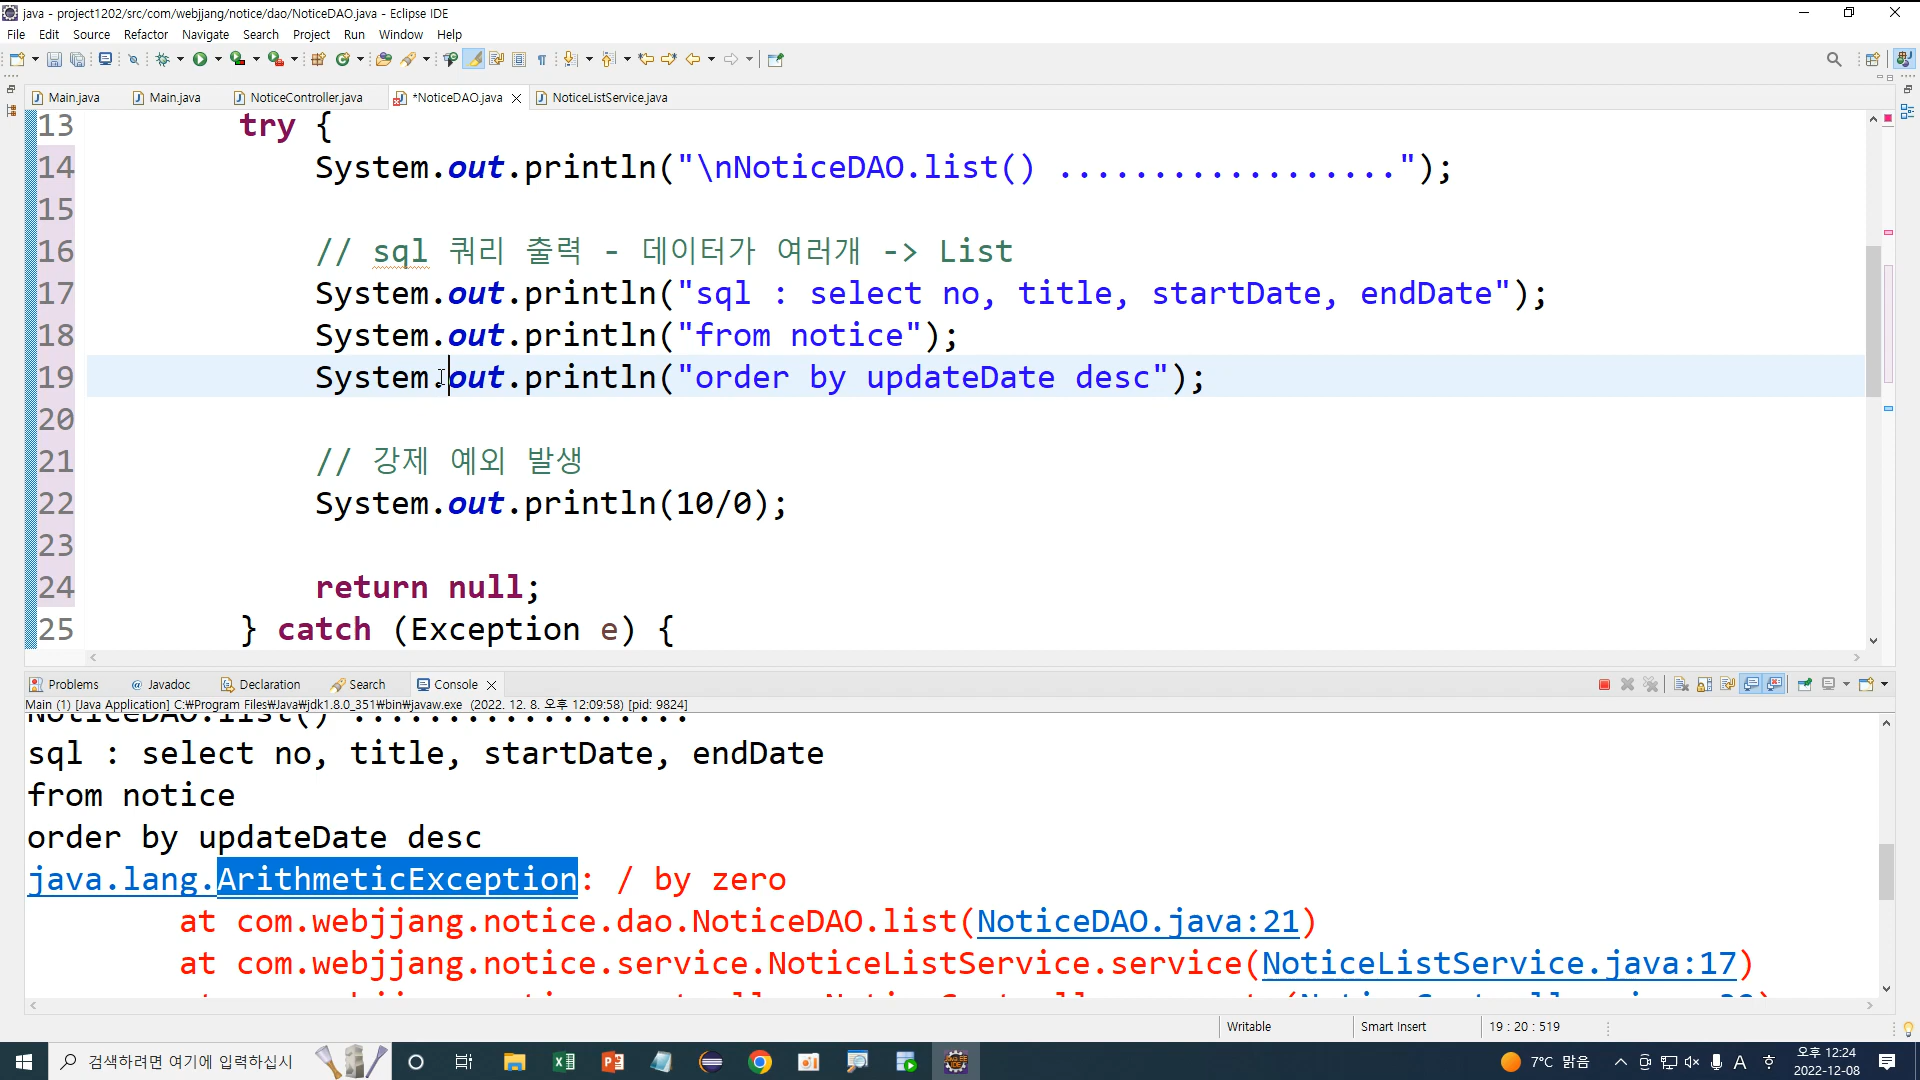 java - project1202/src/com/webjjang/notice/dao/NoticeDAO.java - Eclipse IDE
File Edit Source Refactor Navigate Search Project Run Window Help
Main.java Main.java NoticeController.java *NoticeDAO.java NoticeListService.java
13 try {
14 System.out.println("\nNoticeDAO.list() ..................");
15
16 // sql 쿼리 출력 - 데이터가 여러개 -> List
17 System.out.println("sql : select no, title, startDate, endDate");
18 System.out.println("from notice");
19 System.out.println("order by updateDate desc");
20
21 // 강제 예외 발생
22 System.out.println(10/0);
23
24 return null;
25 } catch (Exception e) {
Problems @ Javadoc Declaration Search Console
Main (1) [Java Application] C:₩Program Files₩Java₩jdk1.8.0_351₩bin₩javaw.exe (2022. 12. 8. 오후 12:09:58) [pid: 9824]
NoticeDAO.list() ..................
sql : select no, title, startDate, endDate
from notice
order by updateDate desc
java.lang.ArithmeticException: / by zero
at com.webjjang.notice.dao.NoticeDAO.list(NoticeDAO.java:21)
at com.webjjang.notice.service.NoticeListService.service(NoticeListService.java:17)
Writable Smart Insert 19 : 20 : 519
검색하려면 여기에 입력하십시
7°C 맑음 A 후 오후 12:24
2022-12-08